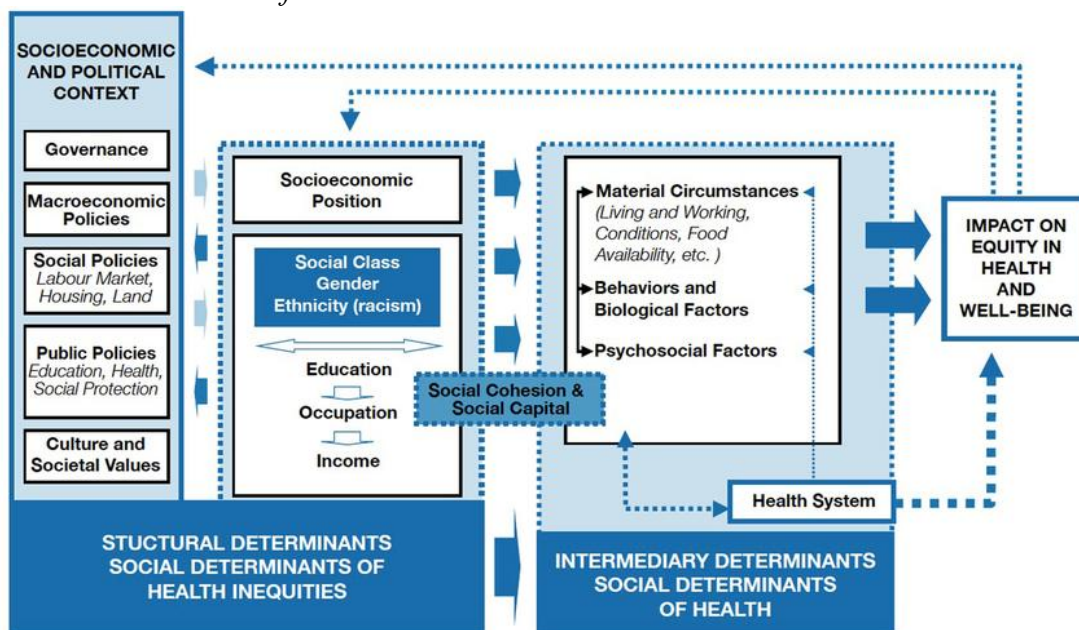 SOCIOECONOMIC
AND POLITICAL
CONTEXT
Governance
Macroeconomic
Policies
Social Policies
Labour Market,
Housing, Land
Public Policies
Education, Health,
Social Protection
Culture and
Societal Values
Socioeconomic
Position
Social Class
Gender
Ethnicity (racism)
Education
Occupation
Income
Social Cohesion &
Social Capital
Material Circumstances
(Living and Working,
Conditions, Food
Availability, etc. )
Behaviors and
Biological Factors
Psychosocial Factors
Health System
IMPACT ON
EQUITY IN
HEALTH
AND
WELL-BEING
STUCTURAL DETERMINANTS
SOCIAL DETERMINANTS OF
HEALTH INEQUITIES
INTERMEDIARY DETERMINANTS
SOCIAL DETERMINANTS
OF HEALTH